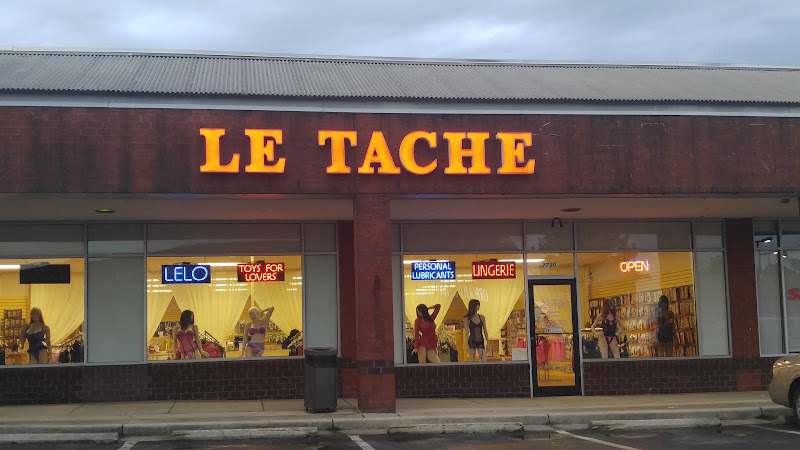 LE TACHE
LELO
TOYS FOR
LOVERS
PERSONAL
LUBRICANTS
LINGERIE
OPEN